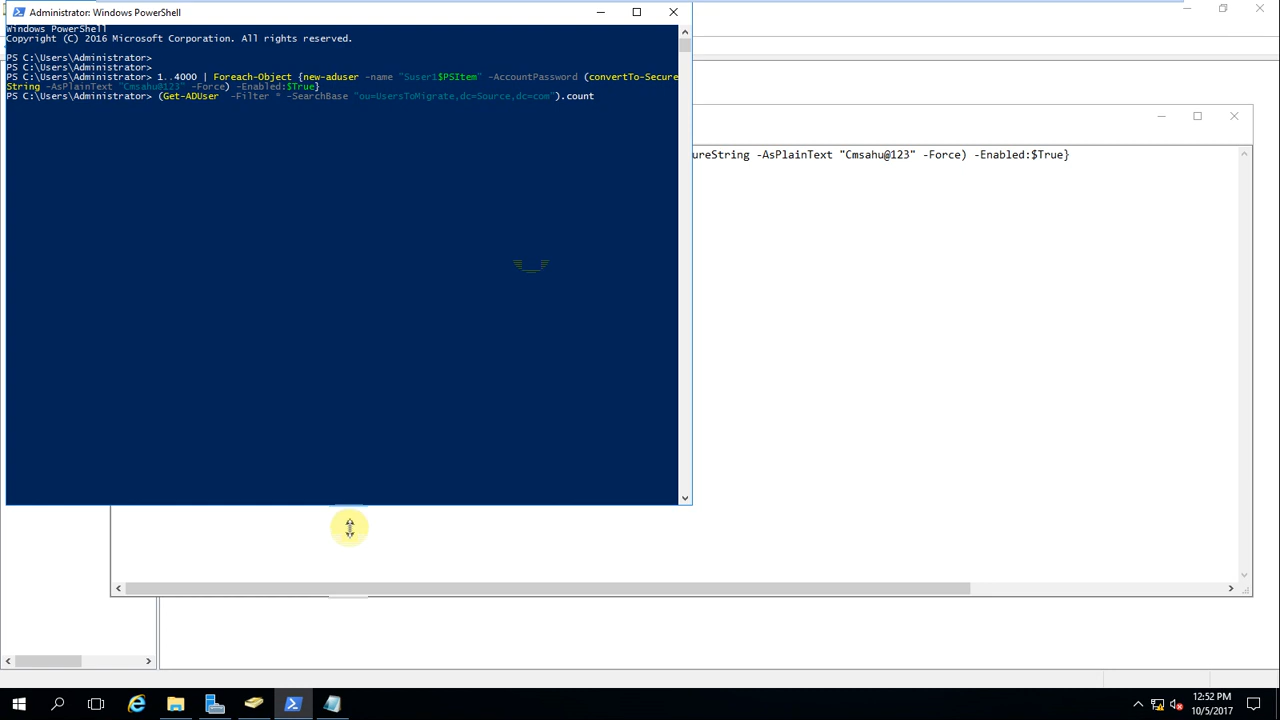 Administrator: Windows PowerShell
Windows PowerShell
Copyright (C) 2016 Microsoft Corporation. All rights reserved.
PS C:\Users\Administrator>
PS C:\Users\Administrator>
PS C:\Users\Administrator> 1..4000 | Foreach-Object {new-aduser -name "Suser1$PSItem" -AccountPassword (convertTo-Secure
String -AsPlainText "Cmsahu@123" -Force) -Enabled:$True}
PS C:\Users\Administrator> (Get-ADUser  -Filter * -SearchBase "ou=UsersToMigrate,dc=Source,dc=com").count
ureString -AsPlainText "Cmsahu@123" -Force) -Enabled:$True}
12:52 PM
10/5/2017